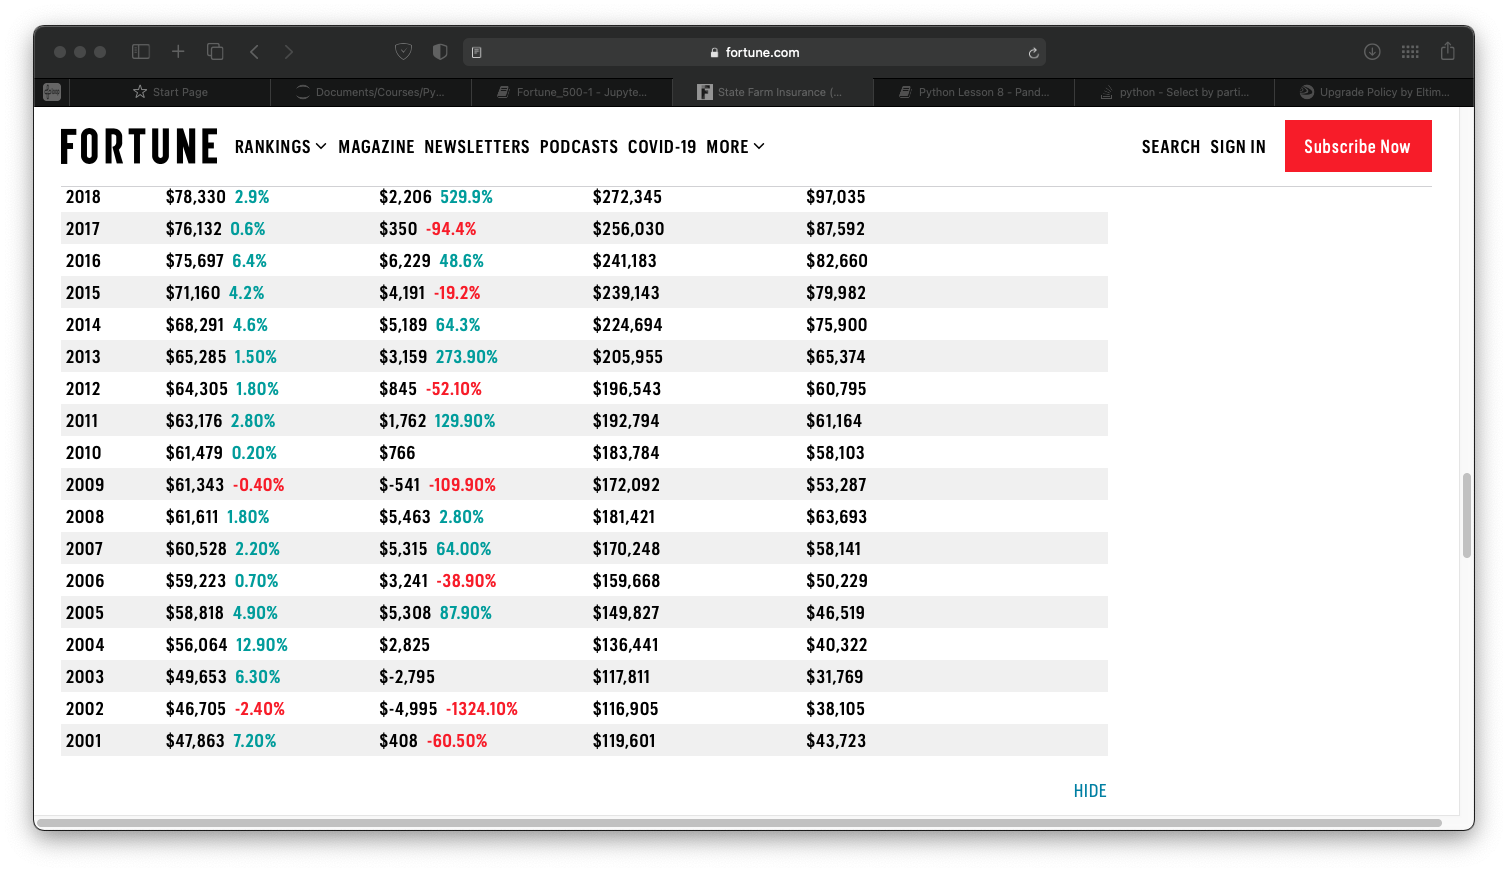 fortune.com
Start Page
Documents/Courses/Py...
Fortune_500-1 - Jupyte...
F State Farm Insurance (...
Python Lesson 8 - Pand...
python - Select by parti...
Upgrade Policy by Eltim...
FORTUNE RANKINGS MAGAZINE NEWSLETTERS PODCASTS COVID-19 MORE SEARCH SIGN IN Subscribe Now
2018 $78,330 2.9% $2,206 529.9% $272,345 $97,035
2017 $76,132 0.6% $350 -94.4% $256,030 $87,592
2016 $75,697 6.4% $6,229 48.6% $241,183 $82,660
2015 $71,160 4.2% $4,191 -19.2% $239,143 $79,982
2014 $68,291 4.6% $5,189 64.3% $224,694 $75,900
2013 $65,285 1.50% $3,159 273.90% $205,955 $65,374
2012 $64,305 1.80% $845 -52.10% $196,543 $60,795
2011 $63,176 2.80% $1,762 129.90% $192,794 $61,164
2010 $61,479 0.20% $766 $183,784 $58,103
2009 $61,343 -0.40% $-541 -109.90% $172,092 $53,287
2008 $61,611 1.80% $5,463 2.80% $181,421 $63,693
2007 $60,528 2.20% $5,315 64.00% $170,248 $58,141
2006 $59,223 0.70% $3,241 -38.90% $159,668 $50,229
2005 $58,818 4.90% $5,308 87.90% $149,827 $46,519
2004 $56,064 12.90% $2,825 $136,441 $40,322
2003 $49,653 6.30% $-2,795 $117,811 $31,769
2002 $46,705 -2.40% $-4,995 -1324.10% $116,905 $38,105
2001 $47,863 7.20% $408 -60.50% $119,601 $43,723
HIDE